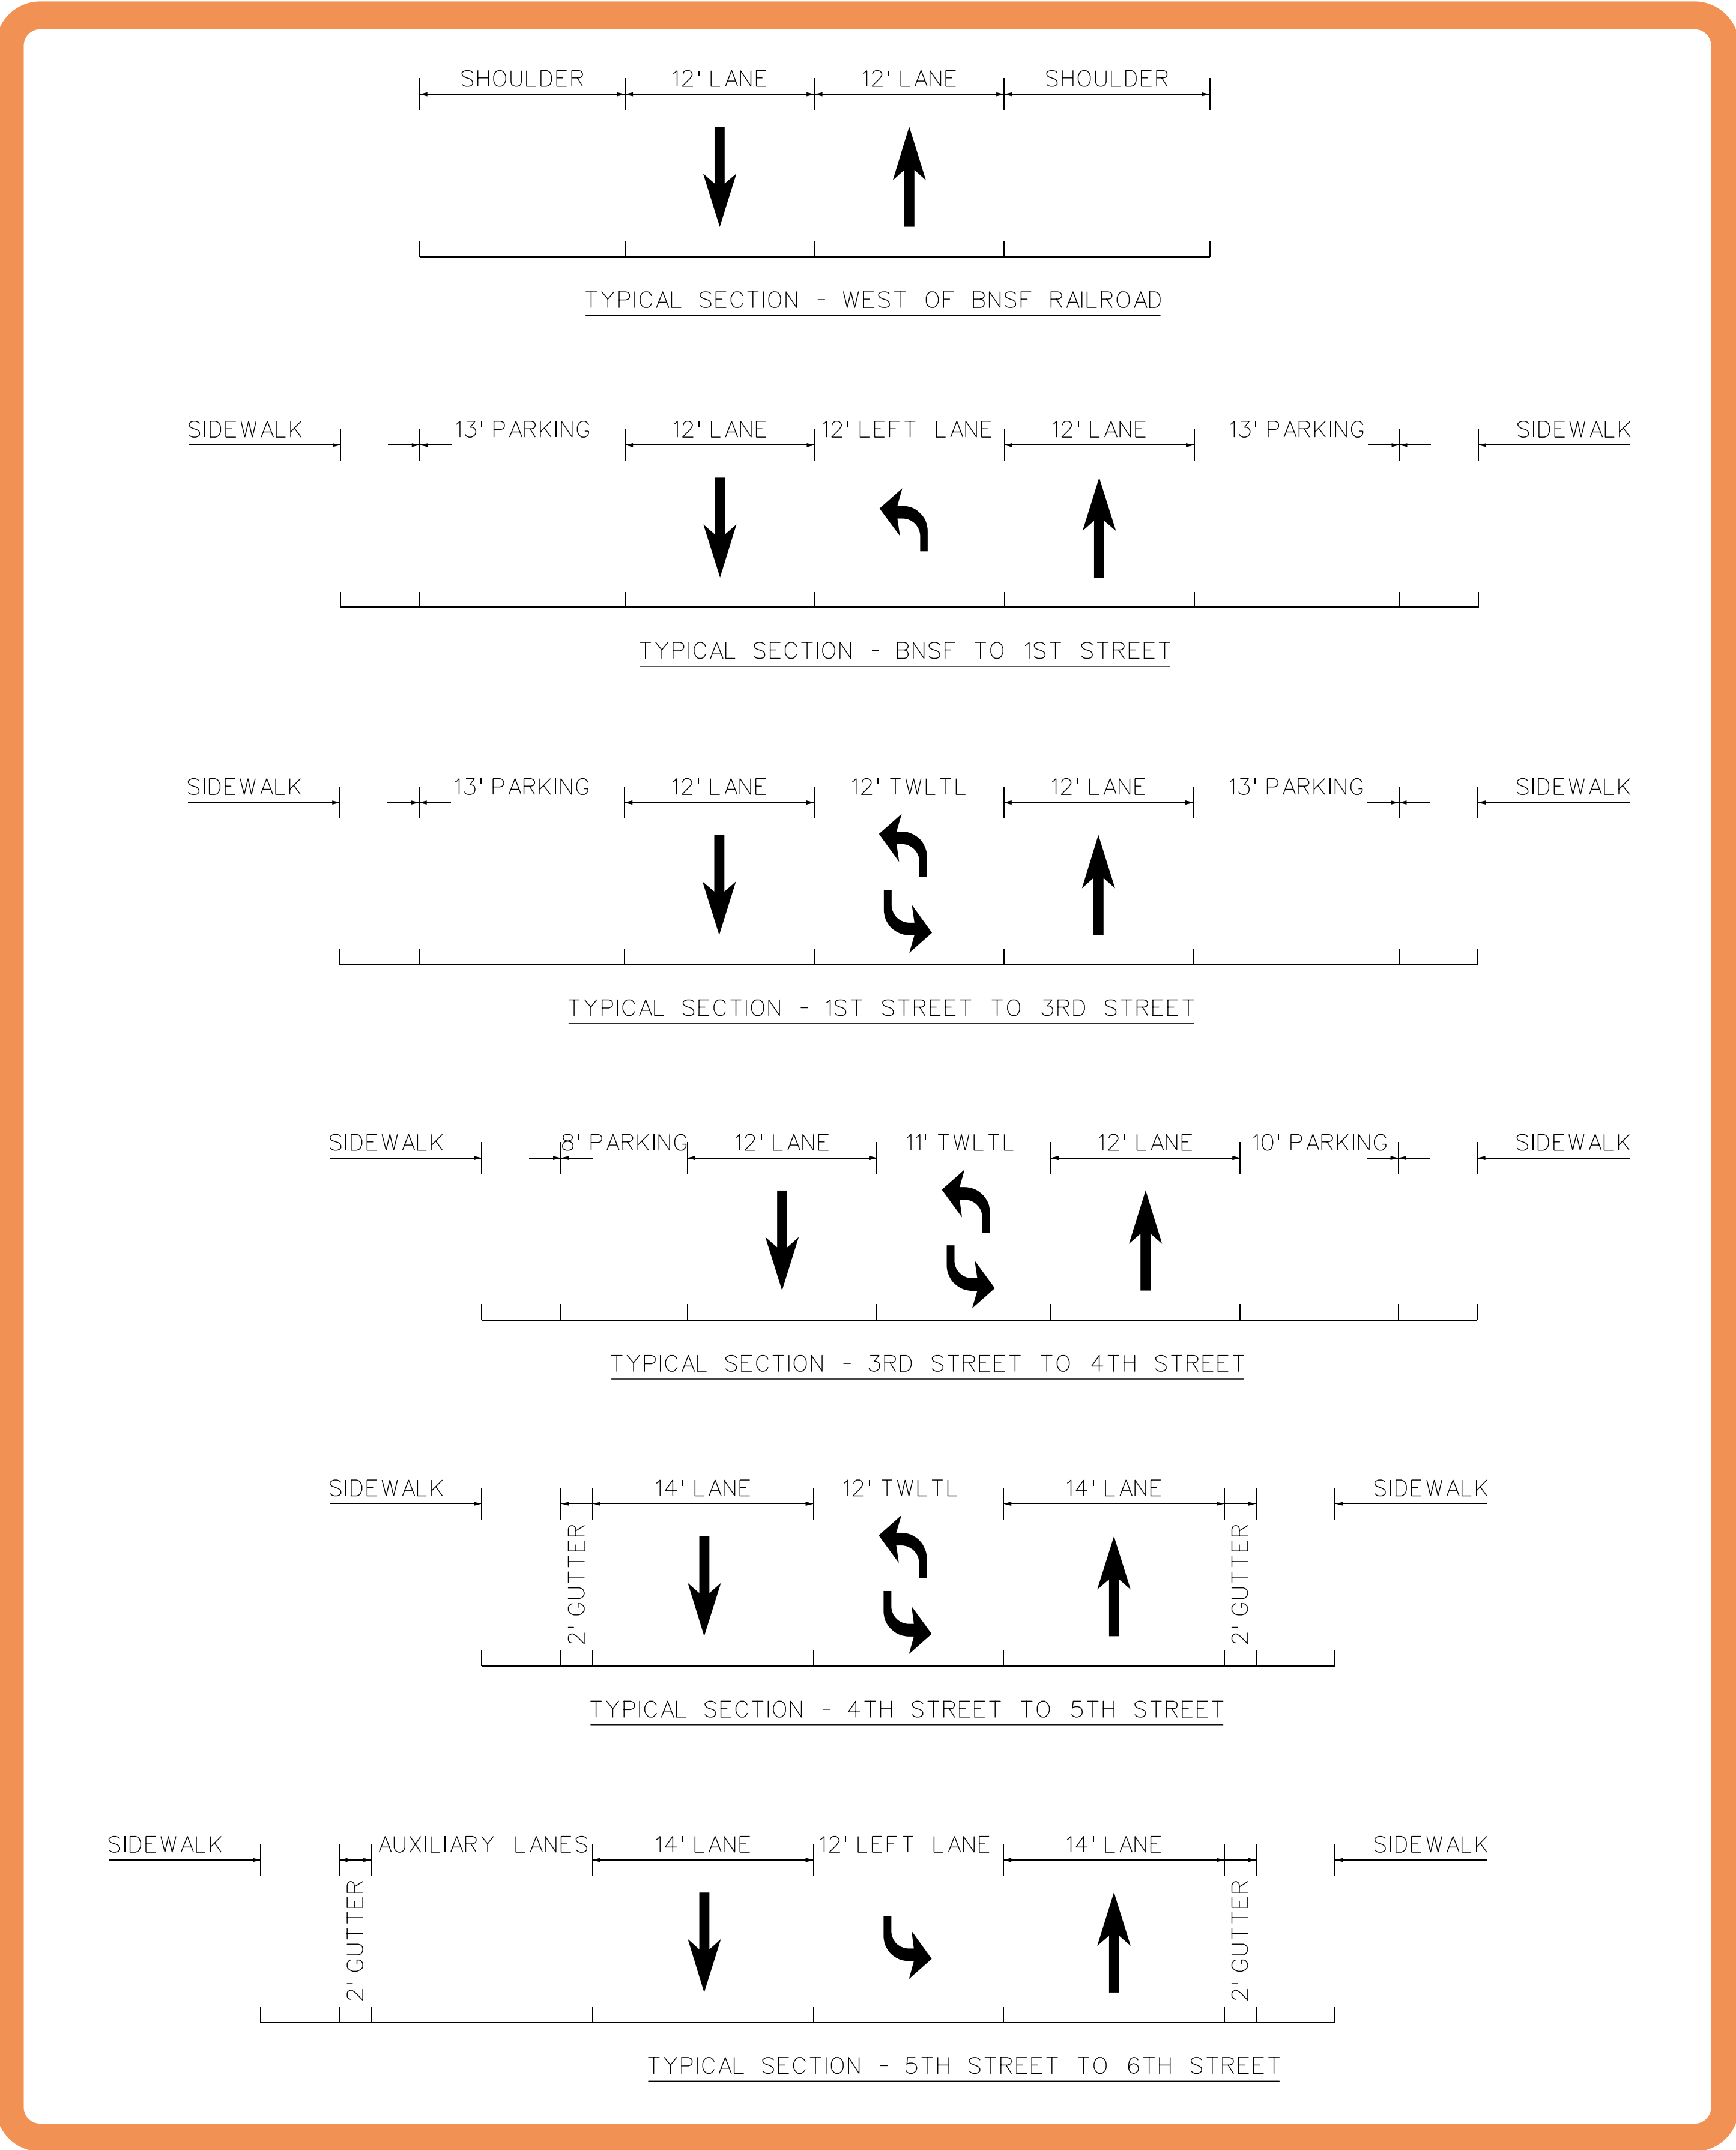 SHOULDER 12' LANE 12' LANE SHOULDER
TYPICAL SECTION - WEST OF BNSF RAILROAD
SIDEWALK 13' PARKING 12' LANE 12' LEFT LANE 12' LANE 13' PARKING SIDEWALK
TYPICAL SECTION - BNSF TO 1ST STREET
SIDEWALK 13' PARKING 12' LANE 12' TWLTL 12' LANE 13' PARKING SIDEWALK
TYPICAL SECTION - 1ST STREET TO 3RD STREET
SIDEWALK 8' PARKING 12' LANE 11' TWLTL 12' LANE 10' PARKING SIDEWALK
TYPICAL SECTION - 3RD STREET TO 4TH STREET
SIDEWALK 14' LANE 12' TWLTL 14' LANE SIDEWALK
2' GUTTER 2' GUTTER
TYPICAL SECTION - 4TH STREET TO 5TH STREET
SIDEWALK AUXILIARY LANES 14' LANE 12' LEFT LANE 14' LANE SIDEWALK
2' GUTTER 2' GUTTER
TYPICAL SECTION - 5TH STREET TO 6TH STREET